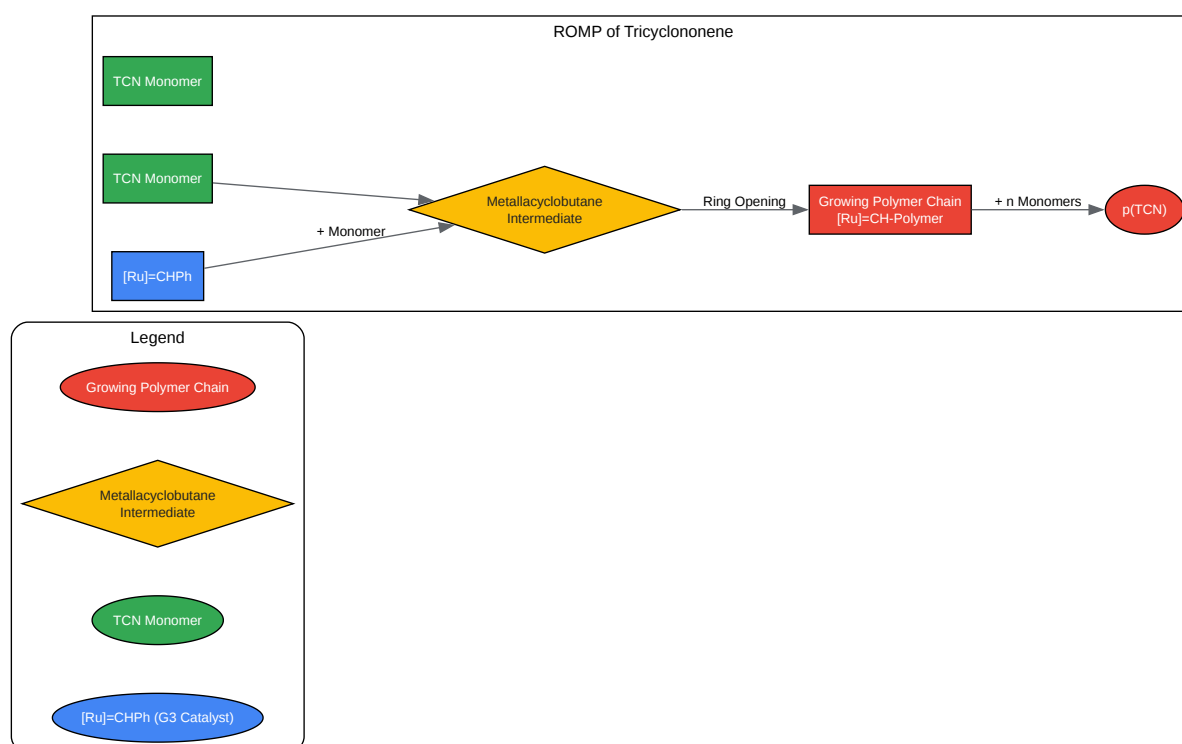 ROMP of Tricyclononene
TCN Monomer
TCN Monomer
[Ru]=CHPh
+ Monomer
Metallacyclobutane
Intermediate
Ring Opening
Growing Polymer Chain
[Ru]=CH-Polymer
+ n Monomers
p(TCN)
Legend
Growing Polymer Chain
Metallacyclobutane
Intermediate
TCN Monomer
[Ru]=CHPh (G3 Catalyst)